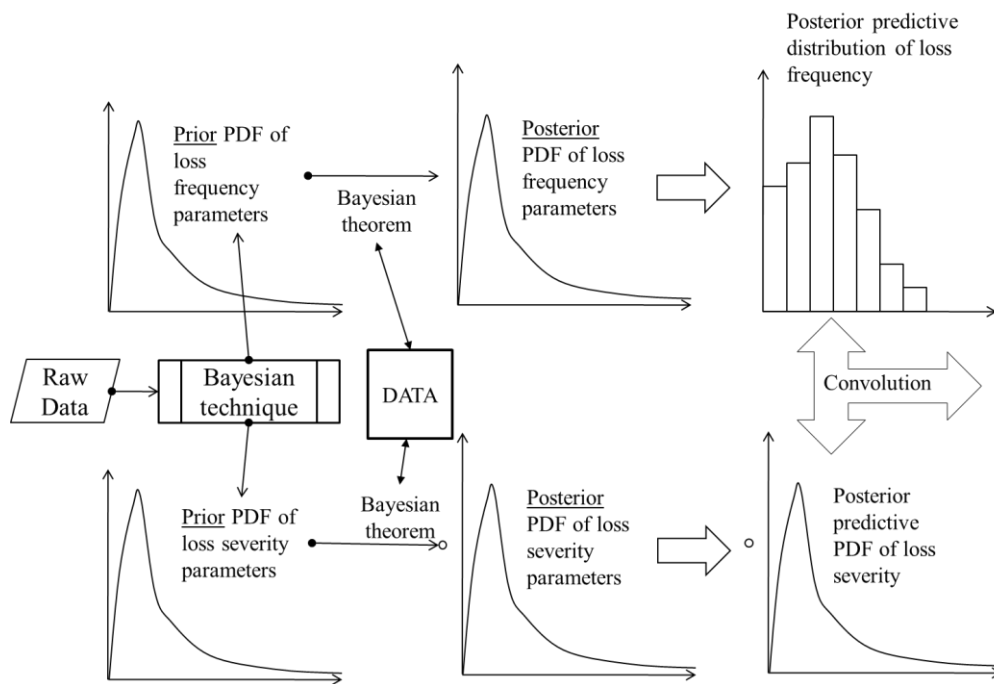 Posterior predictive
distribution of loss
frequency
Prior PDF of
loss
frequency
parameters
Bayesian
theorem
Posterior
PDF of loss
frequency
parameters
Raw
Data
Bayesian
technique
DATA
Convolution
Prior PDF of
loss severity
parameters
Bayesian
theorem
Posterior
PDF of loss
severity
parameters
Posterior
predictive
PDF of loss
severity